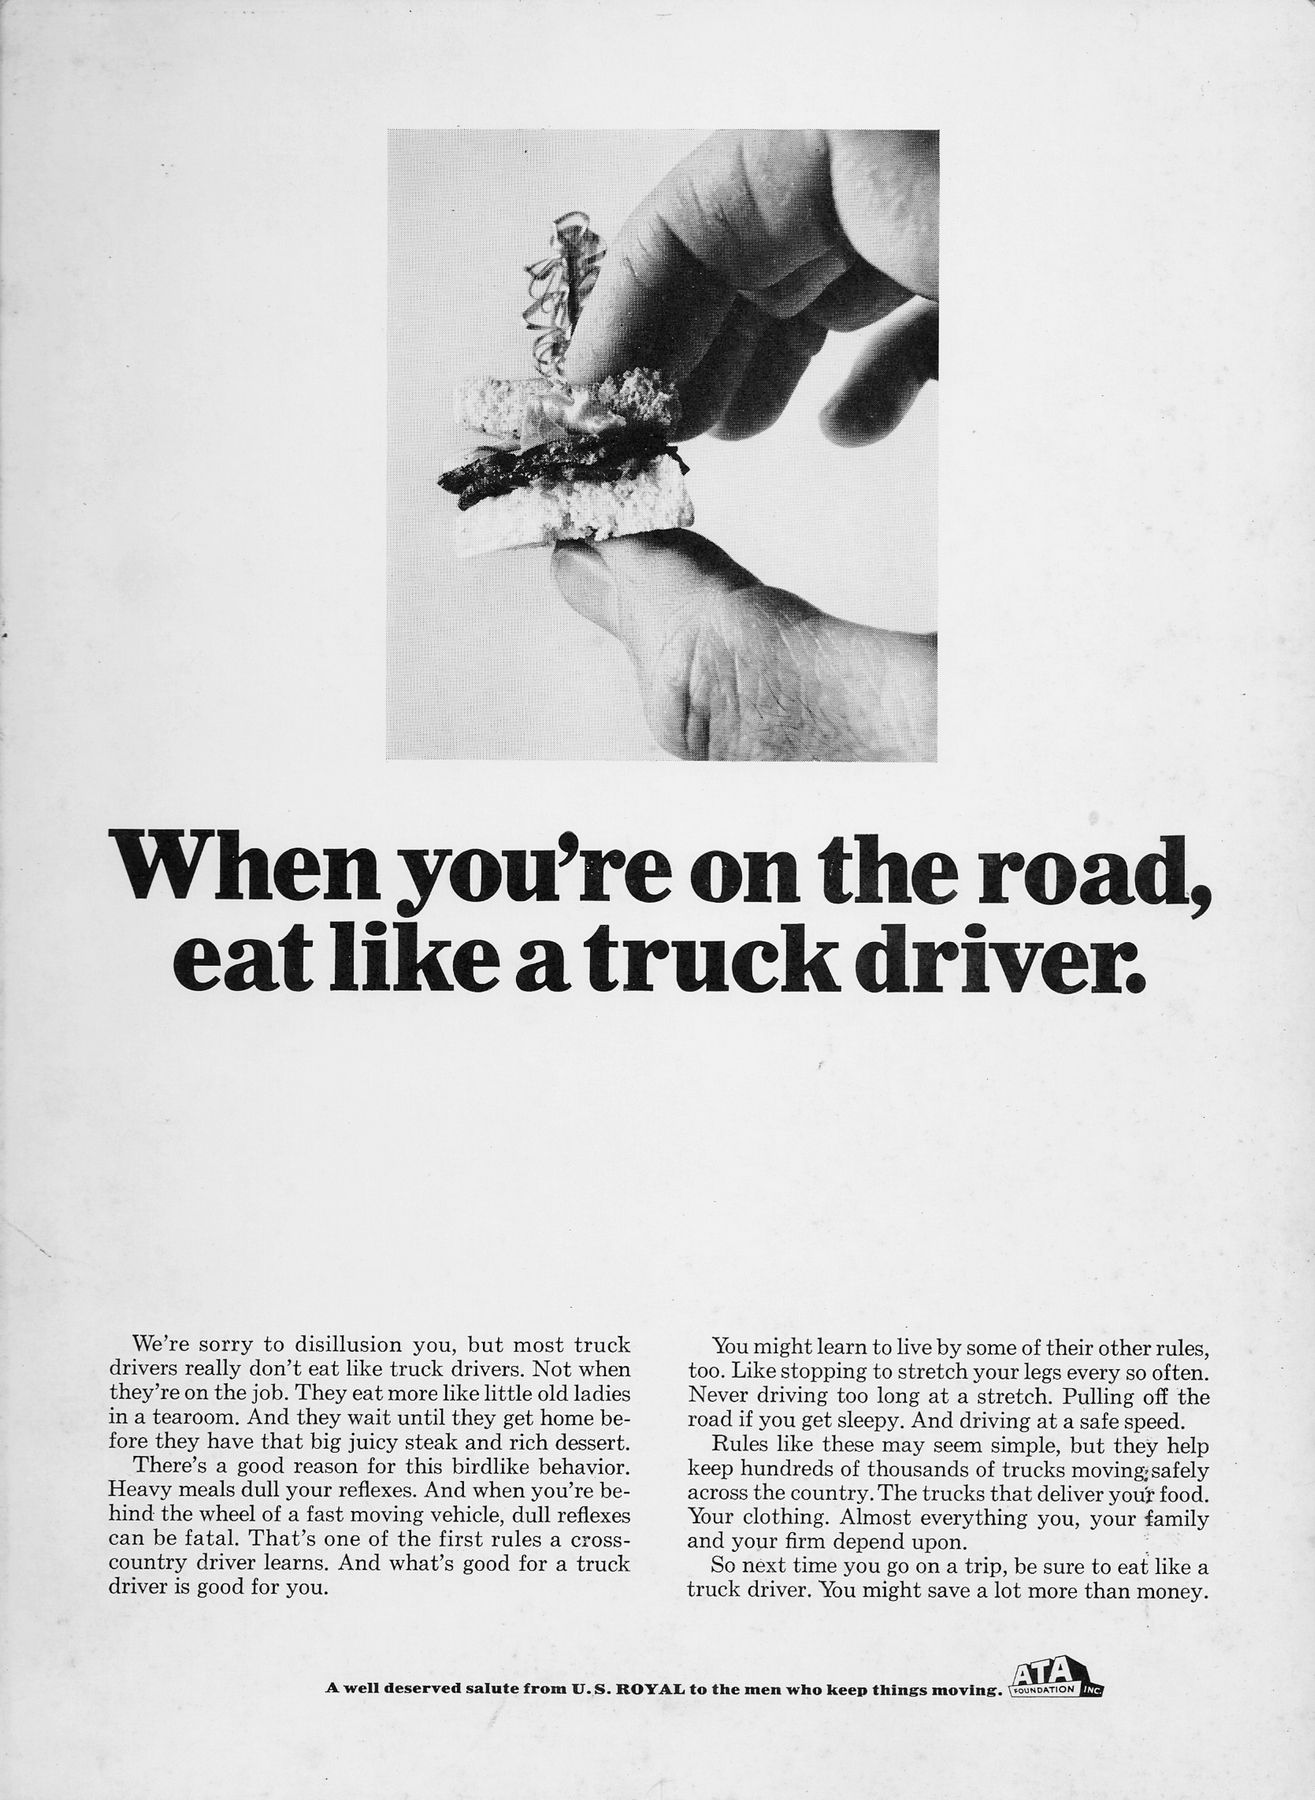 When you're on the road,
eat like a truck driver.
We're sorry to disillusion you, but most truck
drivers really don't eat like truck drivers. Not when
they're on the job. They eat more like little old ladies
in a tearoom. And they wait until they get home be-
fore they have that big juicy steak and rich dessert.
There's a good reason for this birdlike behavior.
Heavy meals dull your reflexes. And when you're be-
hind the wheel of a fast moving vehicle, dull reflexes
can be fatal. That's one of the first rules a cross-
country driver learns. And what's good for a truck
driver is good for you.
You might learn to live by some of their other rules,
too. Like stopping to stretch your legs every so often.
Never driving too long at a stretch. Pulling off the
road if you get sleepy. And driving at a safe speed.
Rules like these may seem simple, but they help
keep hundreds of thousands of trucks moving safely
across the country. The trucks that deliver your food.
Your clothing. Almost everything you, your family
and your firm depend upon.
So next time you go on a trip, be sure to eat like a
truck driver. You might save a lot more than money.
A well deserved salute from U.S. ROYAL to the men who keep things moving.
ATA
FOUNDATION INC.